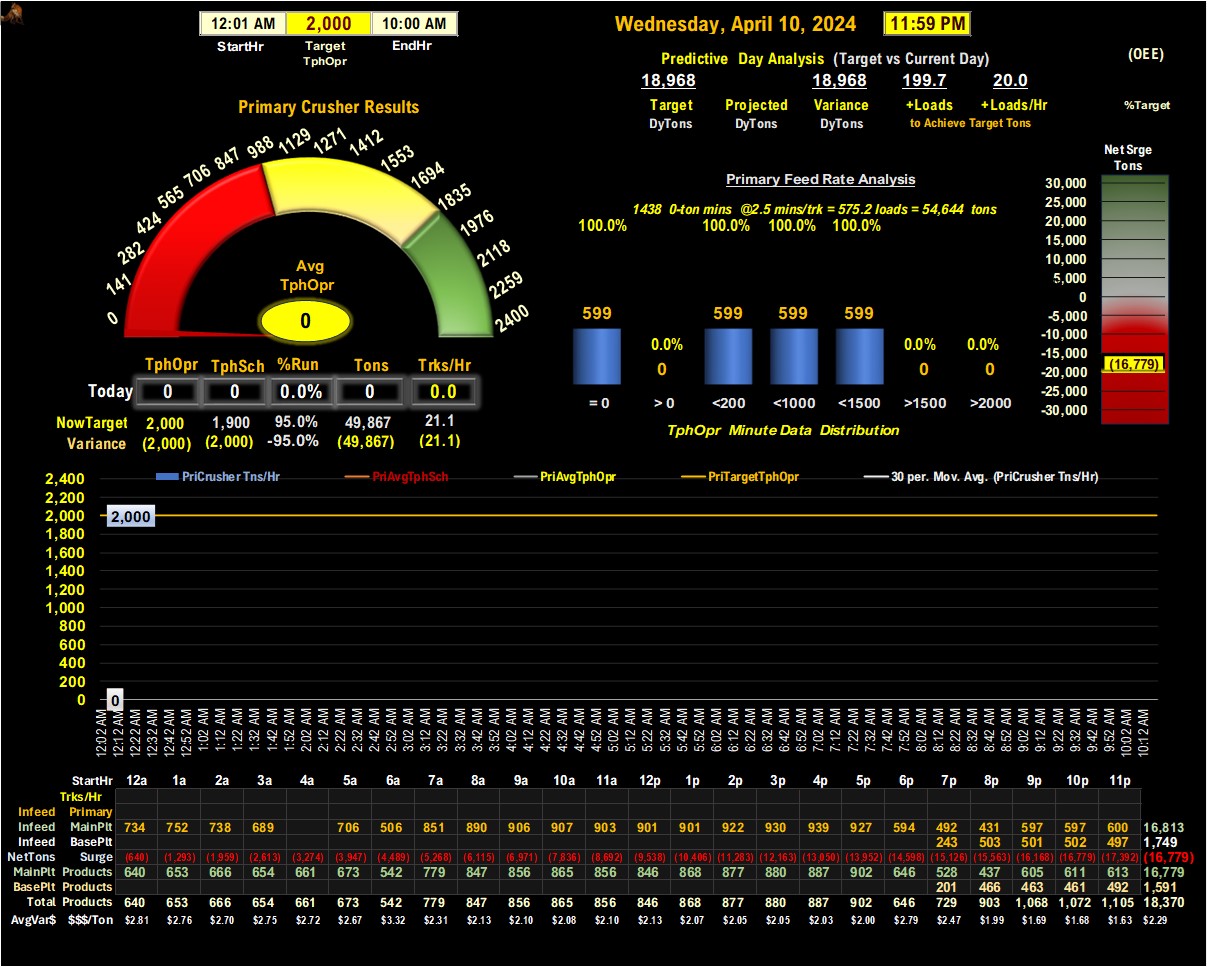 12:01 AM 2,000 10:00 AM
StartHr Target TphOpr EndHr
Wednesday, April 10, 2024 11:59 PM
Predictive Day Analysis (Target vs Current Day)
(OEE)
18,968 18,968 199.7 20.0
Target Projected Variance +Loads +Loads/Hr
%Target
DyTons DyTons DyTons to Achieve Target Tons
Primary Crusher Results
0 141 282 424 565 706 847 988 1129 1271 1412 1553 1694 1835 1976 2118 2259 2400
Avg
TphOpr
0
TphOpr TphSch %Run Tons Trks/Hr
Today 0 0 0.0% 0 0.0
NowTarget 2,000 1,900 95.0% 49,867 21.1
Variance (2,000) (2,000) -95.0% (49,867) (21.1)
Primary Feed Rate Analysis
1438 0-ton mins @2.5 mins/trk = 575.2 loads = 54,644 tons
100.0% 100.0% 100.0% 100.0%
599 599 599 599
0.0% 0.0% 0.0%
0 0 0
= 0 > 0 <200 <1000 <1500 >1500 >2000
TphOpr Minute Data Distribution
Net Srge
Tons
30,000
25,000
20,000
15,000
10,000
5,000
0
-5,000
-10,000
-15,000
(16,779)
-20,000
-25,000
-30,000
PriCrusher Tns/Hr PriAvgTphSch PriAvgTphOpr PriTargetTphOpr 30 per. Mov. Avg. (PriCrusher Tns/Hr)
2,400
2,200
2,000 2,000
1,800
1,600
1,400
1,200
1,000
800
600
400
200
0 0
12:02 AM 12:12 AM 12:22 AM 12:32 AM 12:42 AM 12:52 AM 1:02 AM 1:12 AM 1:22 AM 1:32 AM 1:42 AM 1:52 AM 2:02 AM 2:12 AM 2:22 AM 2:32 AM 2:42 AM 2:52 AM 3:02 AM 3:12 AM 3:22 AM 3:32 AM 3:42 AM 3:52 AM 4:02 AM 4:12 AM 4:22 AM 4:32 AM 4:42 AM 4:52 AM 5:02 AM 5:12 AM 5:22 AM 5:32 AM 5:42 AM 5:52 AM 6:02 AM 6:12 AM 6:22 AM 6:32 AM 6:42 AM 6:52 AM 7:02 AM 7:12 AM 7:22 AM 7:32 AM 7:42 AM 7:52 AM 8:02 AM 8:12 AM 8:22 AM 8:32 AM 8:42 AM 8:52 AM 9:02 AM 9:12 AM 9:22 AM 9:32 AM 9:42 AM 9:52 AM 10:02 AM 10:12 AM
StartHr 12a 1a 2a 3a 4a 5a 6a 7a 8a 9a 10a 11a 12p 1p 2p 3p 4p 5p 6p 7p 8p 9p 10p 11p
Trks/Hr
Infeed Primary
Infeed MainPlt 734 752 738 689 706 506 851 890 906 907 903 901 901 922 930 939 927 594 492 431 597 597 600 16,813
Infeed BasePlt 243 503 501 502 497 1,749
NetTons Surge (640) (1,293) (1,959) (2,613) (3,274) (3,947) (4,489) (5,268) (6,115) (6,971) (7,836) (8,692) (9,538) (10,406) (11,283) (12,163) (13,050) (13,952) (14,598) (15,126) (15,563) (16,168) (16,779) (17,392) (16,779)
MainPlt Products 640 653 666 654 661 673 542 779 847 856 865 856 846 868 877 880 887 902 646 528 437 605 611 613 16,779
BasePlt Products 201 466 463 461 492 1,591
Total Products 640 653 666 654 661 673 542 779 847 856 865 856 846 868 877 880 887 902 646 729 903 1,068 1,072 1,105 18,370
AvgVar$ $$$/Ton $2.81 $2.76 $2.70 $2.75 $2.72 $2.67 $3.32 $2.31 $2.13 $2.10 $2.08 $2.10 $2.13 $2.07 $2.05 $2.05 $2.03 $2.00 $2.79 $2.47 $1.99 $1.69 $1.68 $1.63 $2.29